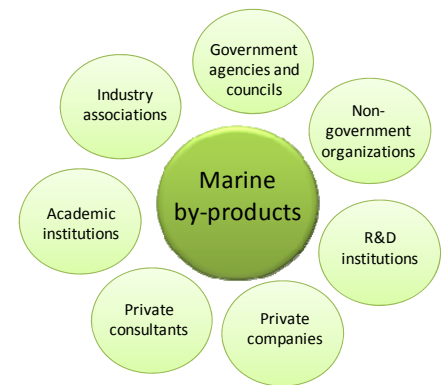 Government
agencies and
councils
Industry
associations
Non-
government
organizations
Marine
by-products
Academic
institutions
R&D
institutions
Private
consultants
Private
companies